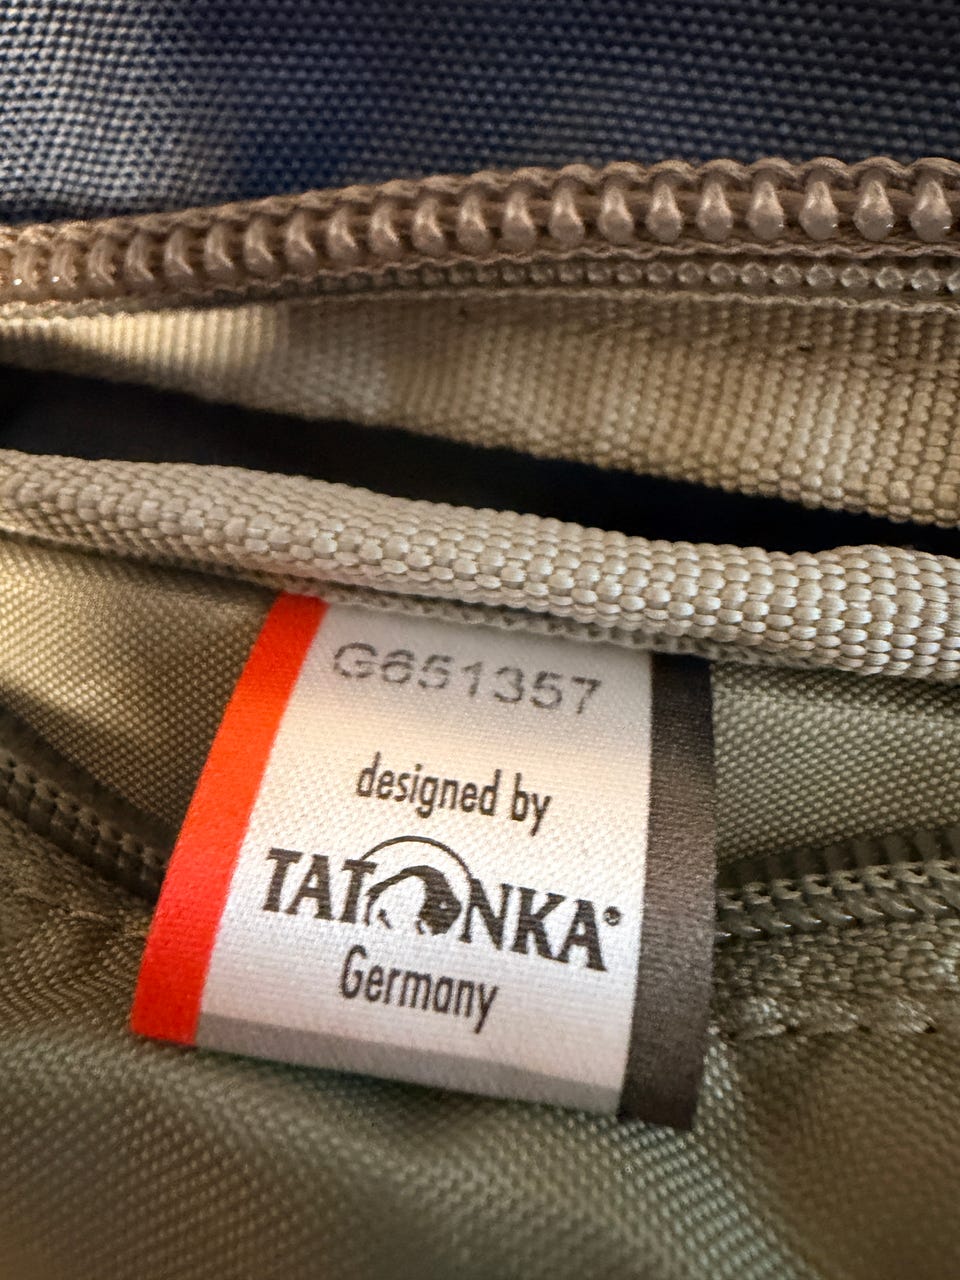 G651357
designed by
TATONKA®
Germany